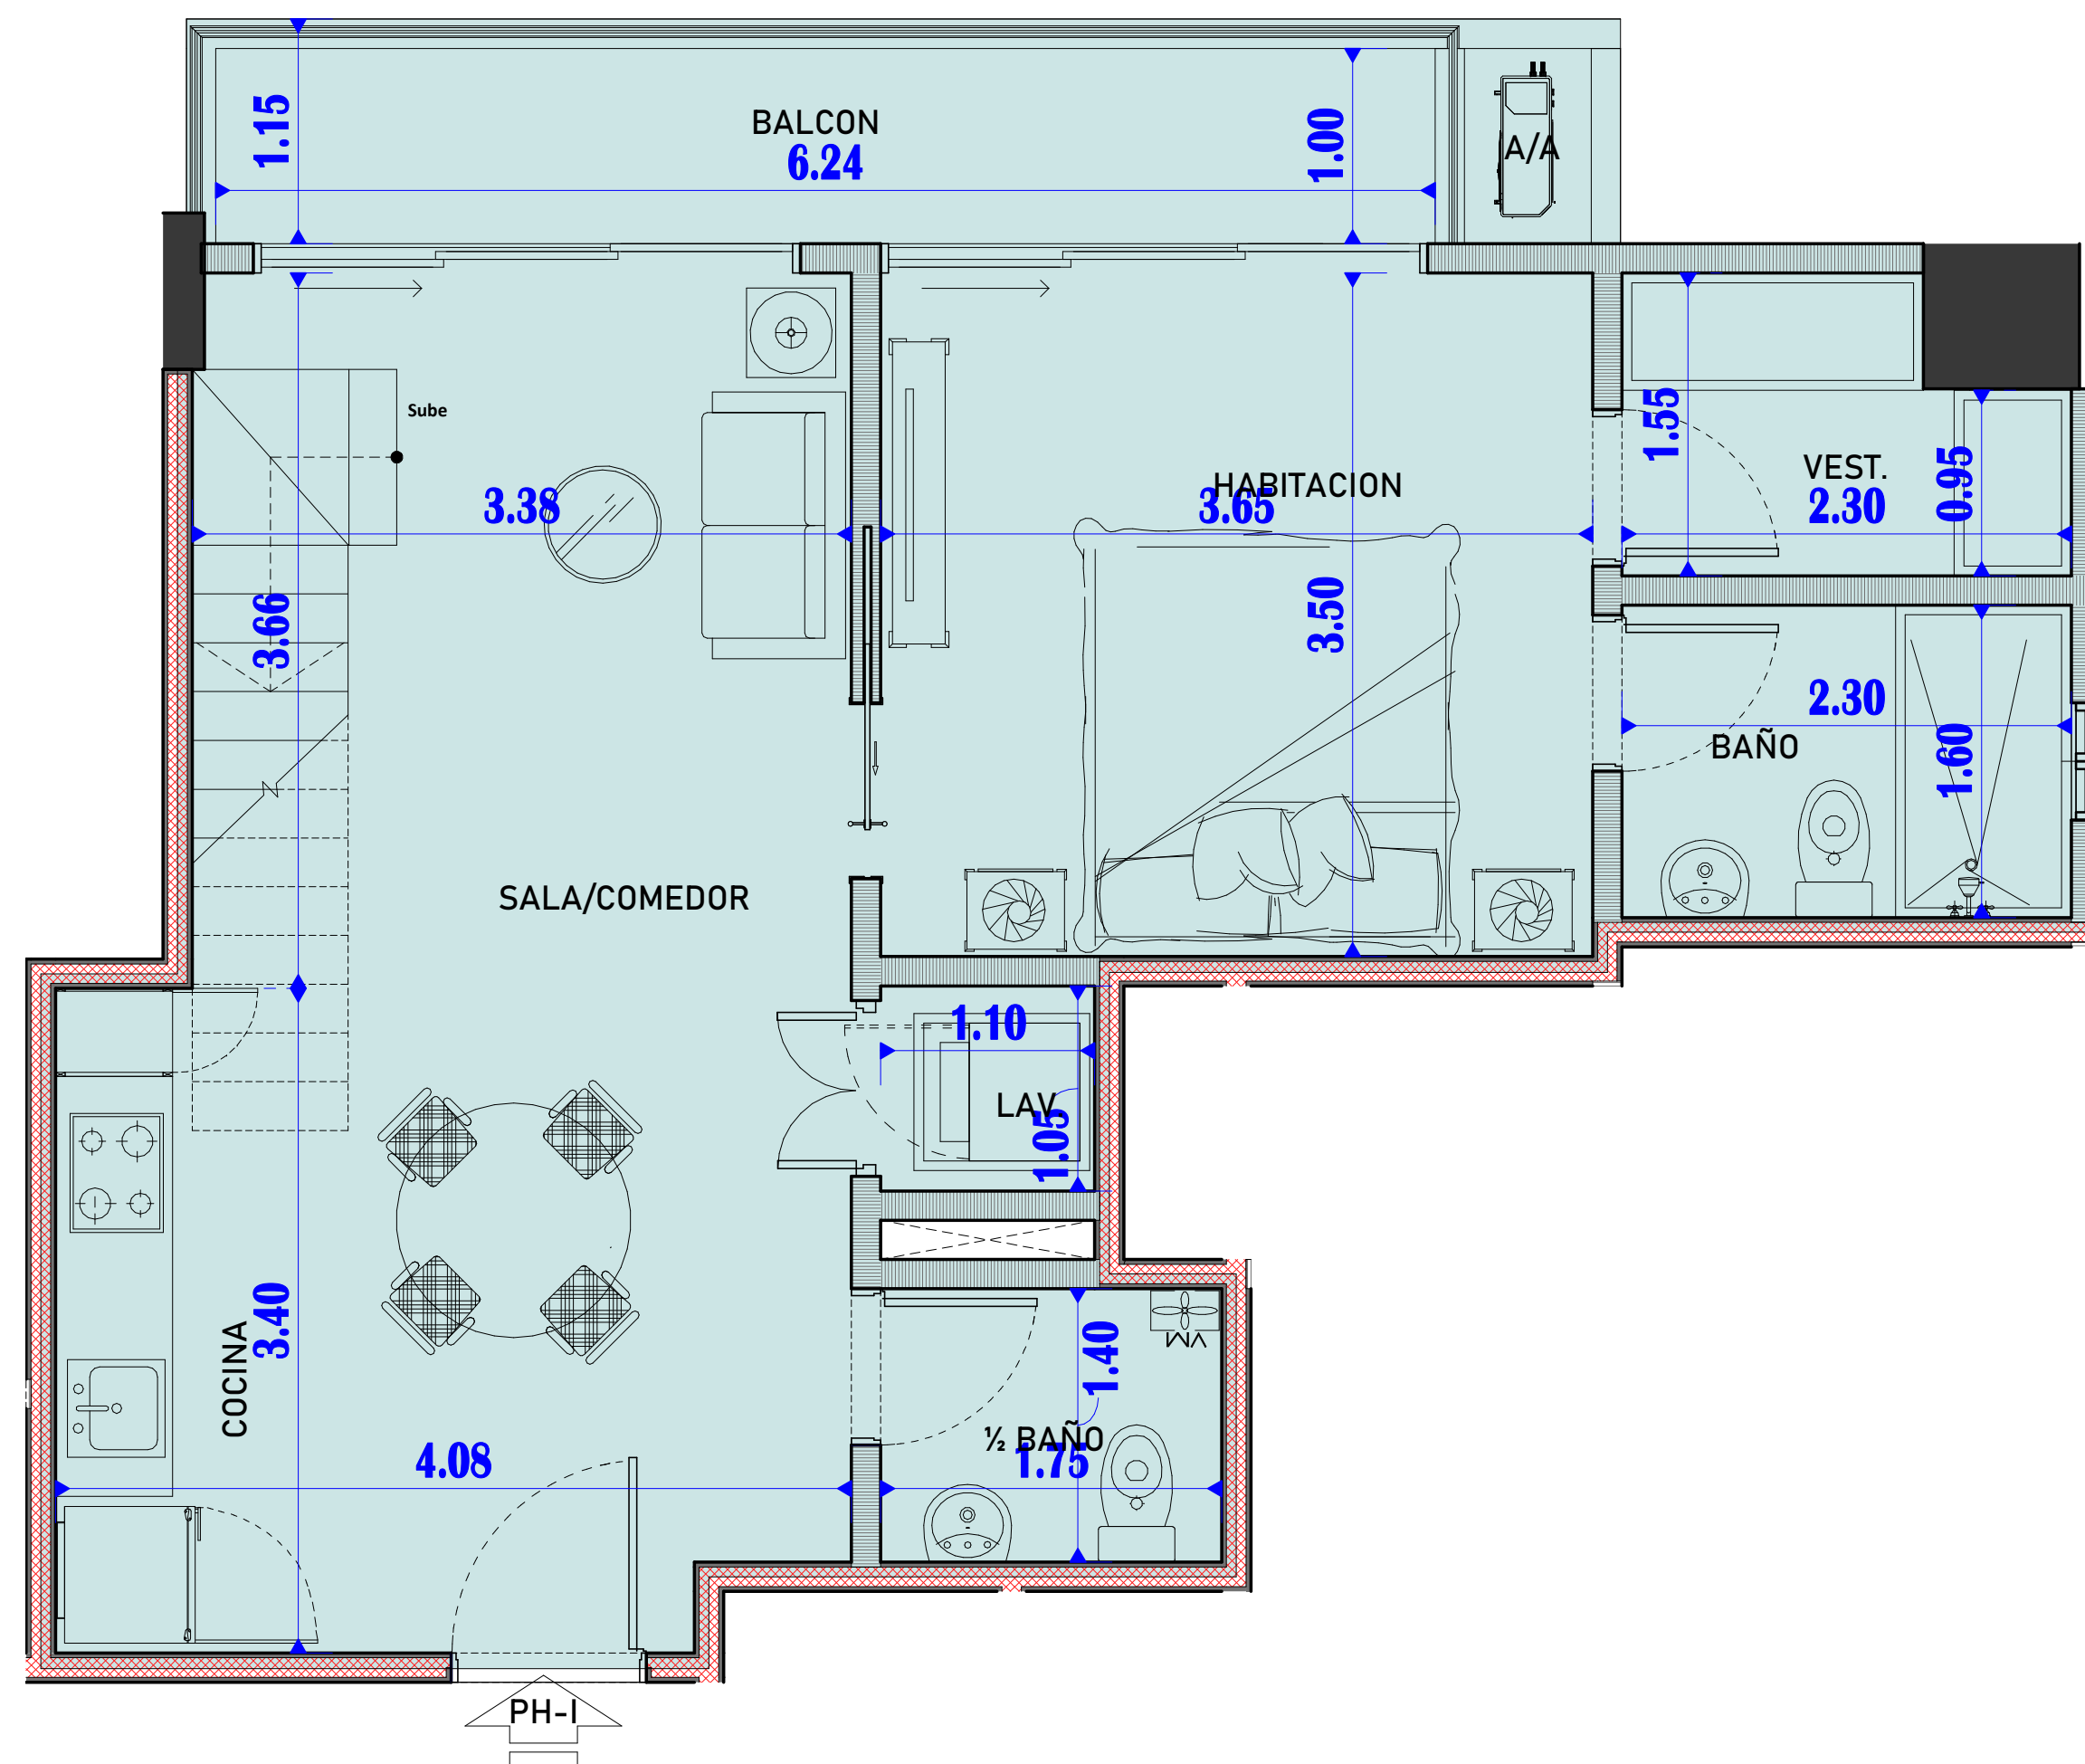 BALCON
6.24
1.15
1.00
A/A
Sube
3.38
3.66
HABITACION
3.65
3.50
1.55
VEST.
2.30
0.95
2.30
BAÑO
1.60
SALA/COMEDOR
1.10
LAV.
1.05
COCINA
3.40
4.08
VM
1.40
½ BAÑO
1.75
PH-I